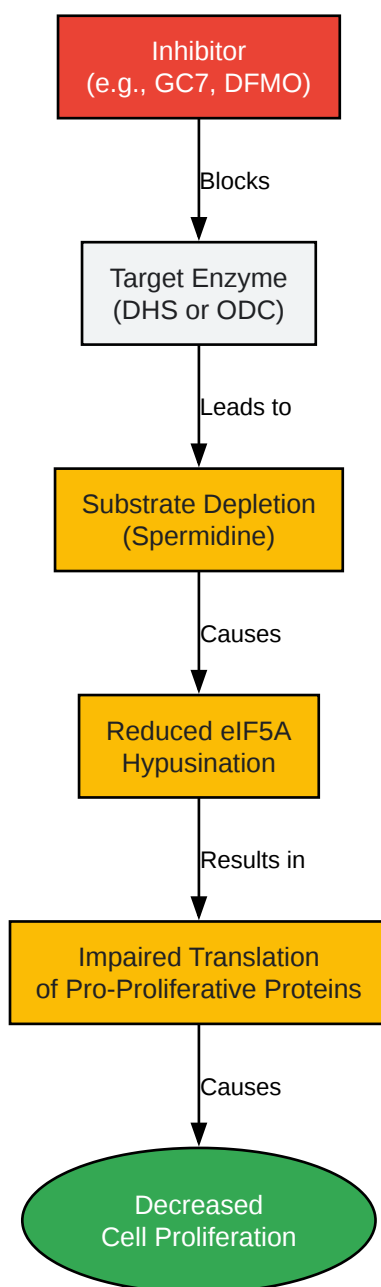 Inhibitor
(e.g., GC7, DFMO)
Blocks
Target Enzyme
(DHS or ODC)
Leads to
Substrate Depletion
(Spermidine)
Causes
Reduced eIF5A
Hypusination
Results in
Impaired Translation
of Pro-Proliferative Proteins
Causes
Decreased
Cell Proliferation